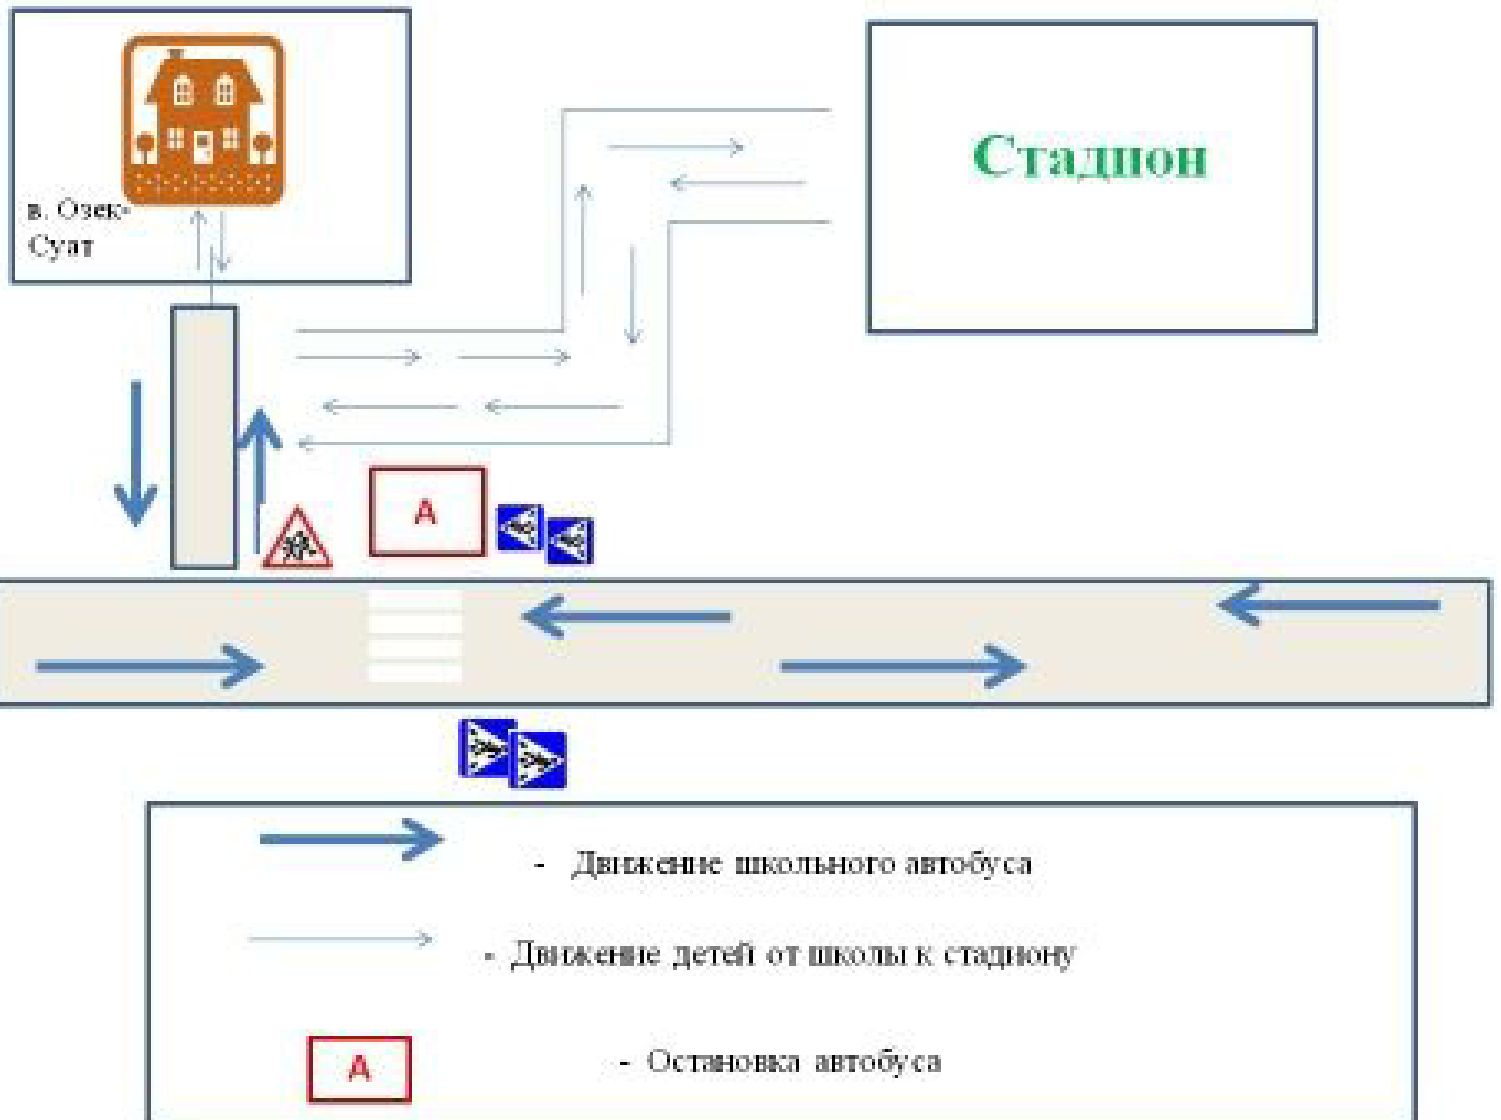 Стадион
в. Озек-
Суат
А
- Движение школьного автобуса
- Движение детей от школы к стадиону
А - Остановка автобуса